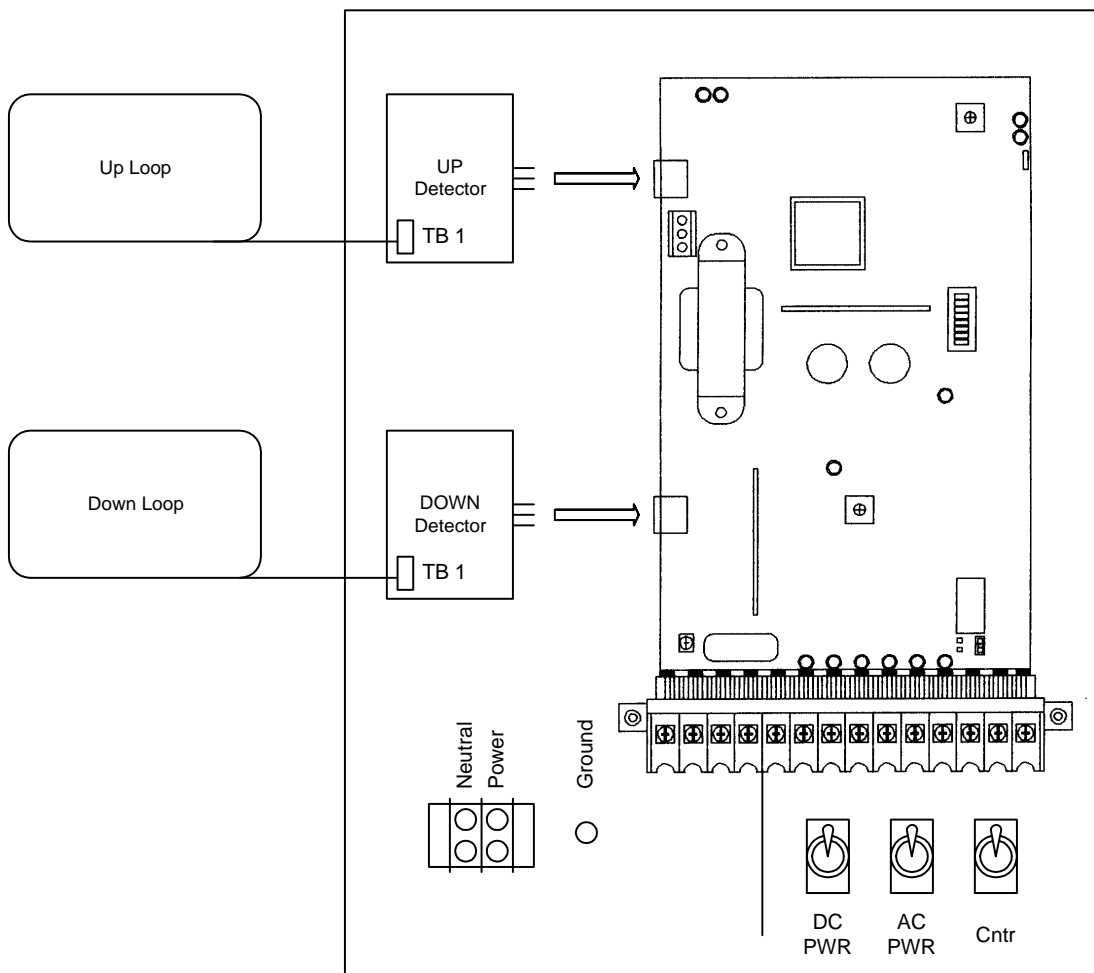 Up Loop
UP
Detector
TB 1
Down Loop
DOWN
Detector
TB 1
Neutral
Power
Ground
DC
PWR
AC
PWR
Cntr